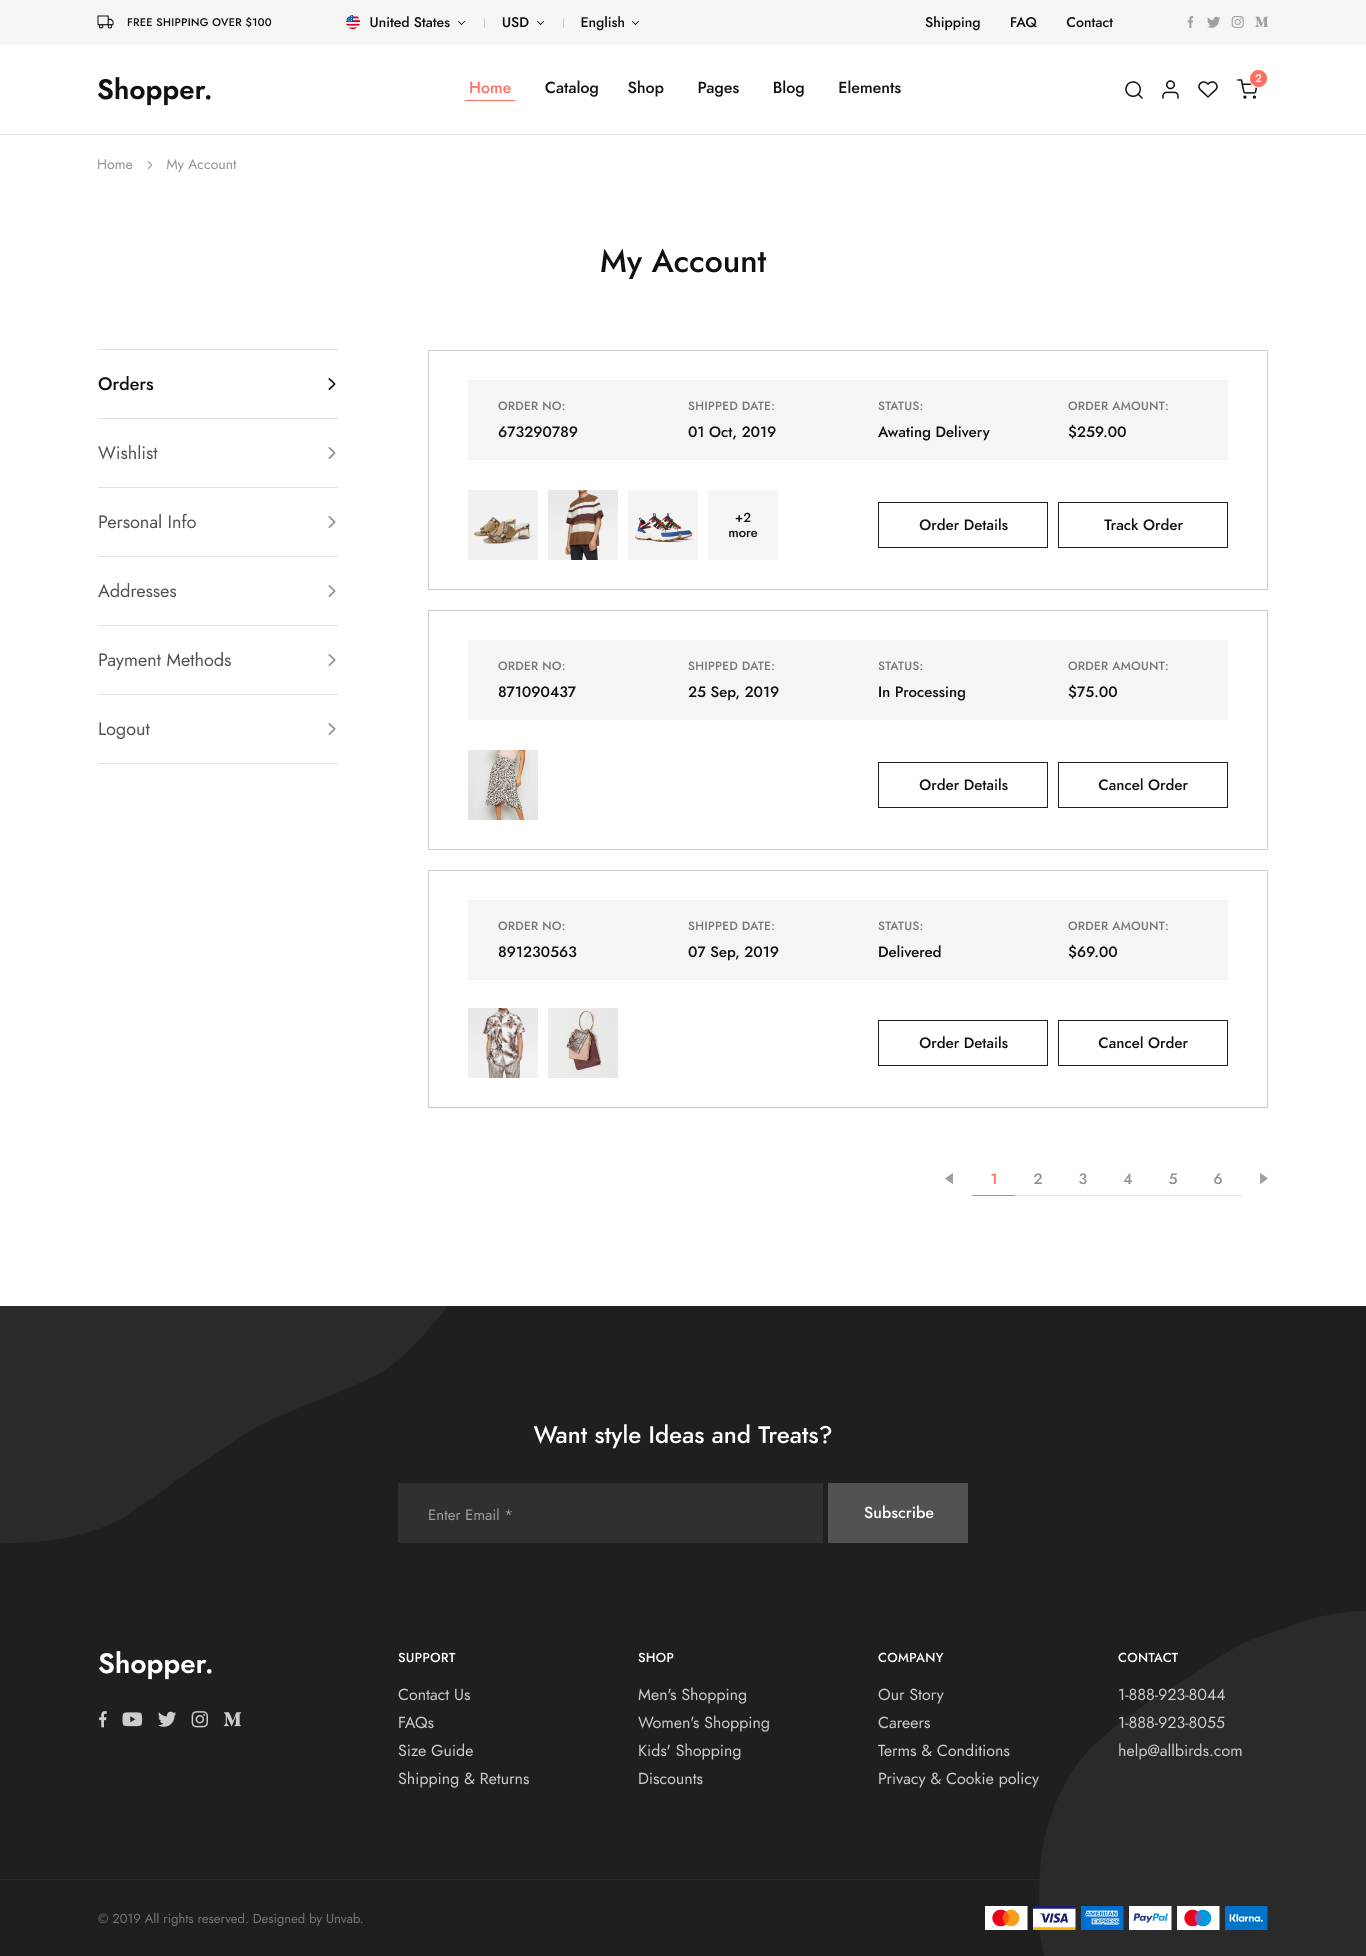 FREE SHIPPING OVER $100
United States
USD
English
Shipping
FAQ
Contact
Shopper.
Home
Catalog
Shop
Pages
Blog
Elements
2
Home
My Account
My Account
Orders
Wishlist
Personal Info
Addresses
Payment Methods
Logout
ORDER NO:
673290789
SHIPPED DATE:
01 Oct, 2019
STATUS:
Awating Delivery
ORDER AMOUNT:
$259.00
+2
more
Order Details
Track Order
ORDER NO:
871090437
SHIPPED DATE:
25 Sep, 2019
STATUS:
In Processing
ORDER AMOUNT:
$75.00
Order Details
Cancel Order
ORDER NO:
891230563
SHIPPED DATE:
07 Sep, 2019
STATUS:
Delivered
ORDER AMOUNT:
$69.00
Order Details
Cancel Order
1 2 3 4 5 6
Want style Ideas and Treats?
Enter Email *
Subscribe
Shopper.
SUPPORT
Contact Us
FAQs
Size Guide
Shipping & Returns
SHOP
Men's Shopping
Women's Shopping
Kids' Shopping
Discounts
COMPANY
Our Story
Careers
Terms & Conditions
Privacy & Cookie policy
CONTACT
1-888-923-8044
1-888-923-8055
help@allbirds.com
© 2019 All rights reserved. Designed by Unvab.
VISA
AMERICAN
EXPRESS
PayPal
Klarna.